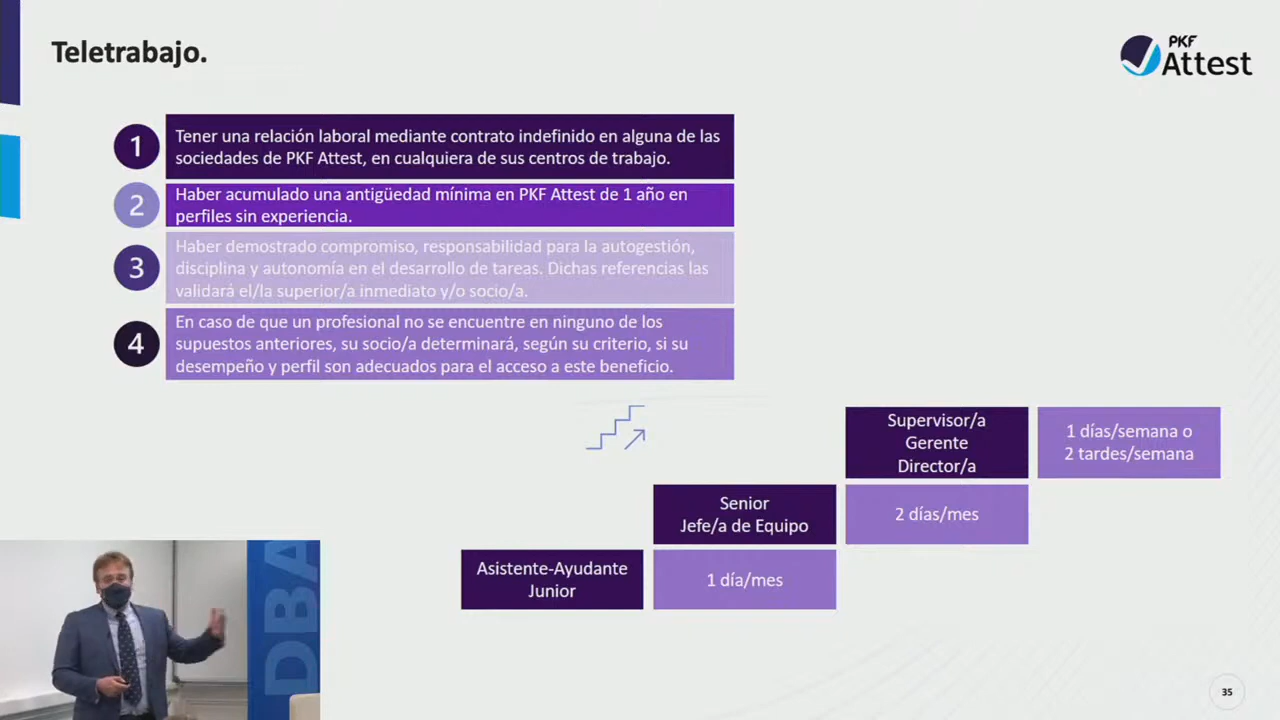 Teletrabajo.
PKF
Attest
1
Tener una relación laboral mediante contrato indefinido en alguna de las
sociedades de PKF Attest, en cualquiera de sus centros de trabajo.
2
Haber acumulado una antigüedad mínima en PKF Attest de 1 año en
perfiles sin experiencia.
3
Haber demostrado compromiso, responsabilidad para la autogestión,
disciplina y autonomía en el desarrollo de tareas. Dichas referencias las
validará el/la superior/a inmediato y/o socio/a.
4
En caso de que un profesional no se encuentre en ninguno de los
supuestos anteriores, su socio/a determinará, según su criterio, si su
desempeño y perfil son adecuados para el acceso a este beneficio.
Supervisor/a
Gerente
Director/a
1 días/semana o
2 tardes/semana
Senior
Jefe/a de Equipo
2 días/mes
Asistente-Ayudante
Junior
1 día/mes
DBA
35